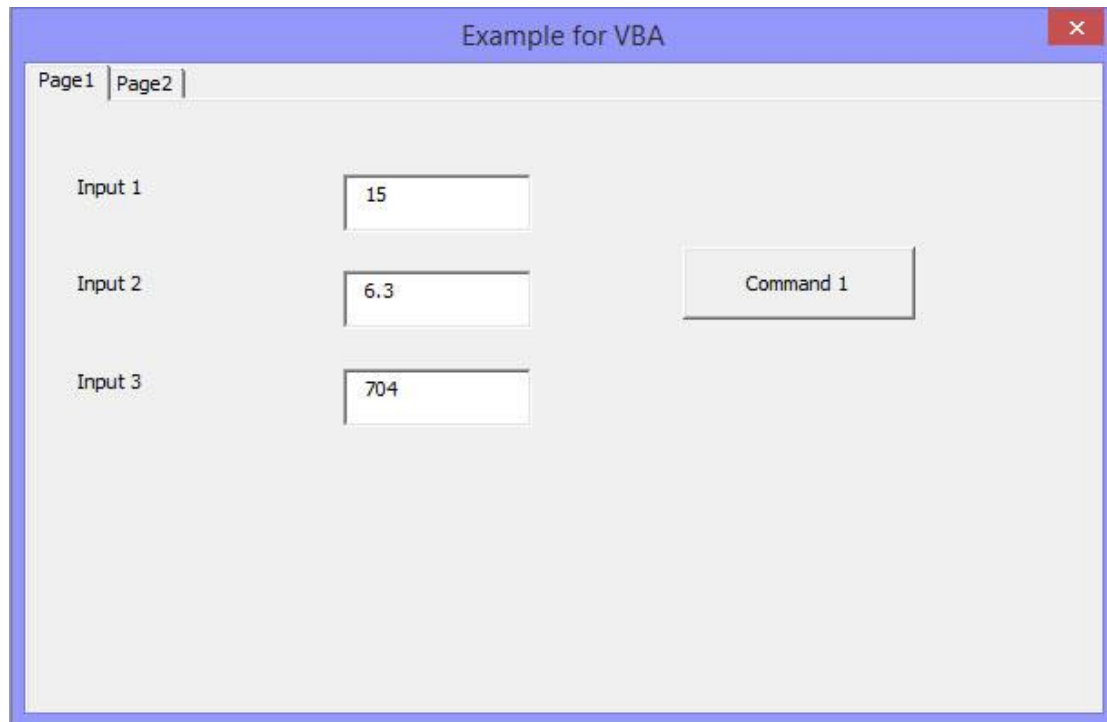 Example for VBA
Page1 Page2
Input 1 15
Input 2 6.3
Command 1
Input 3 704